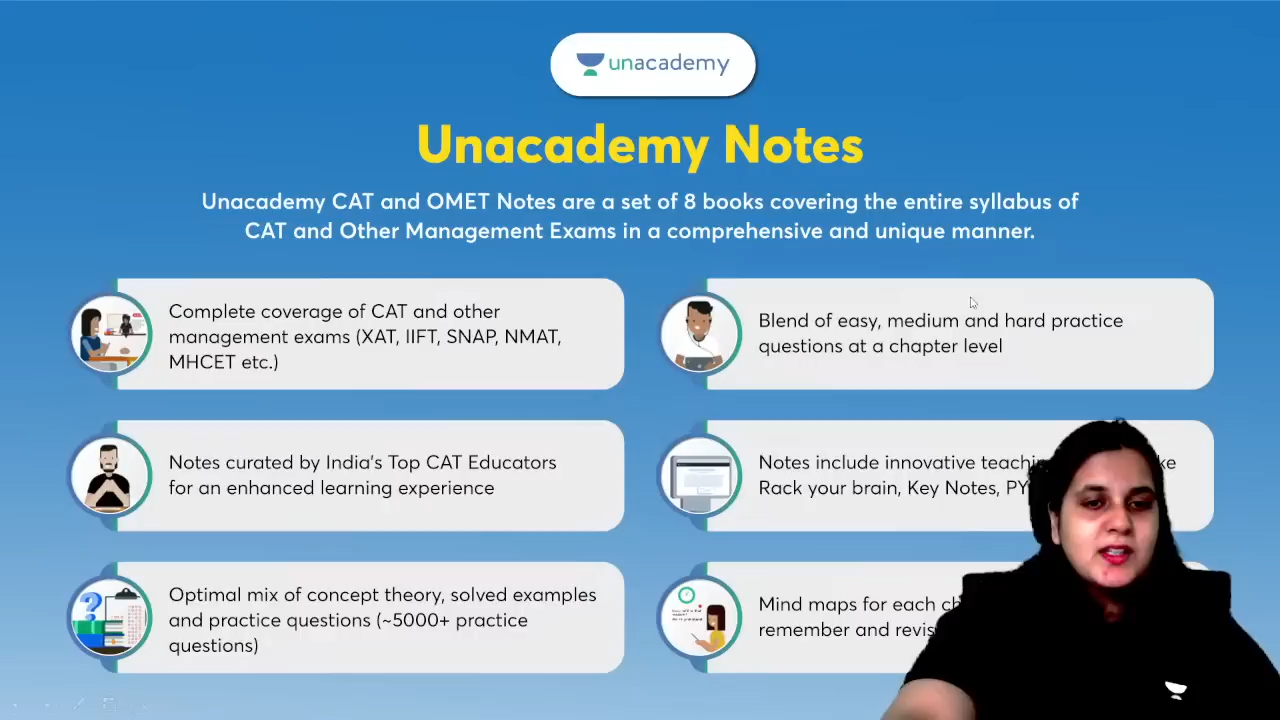 unacademy
Unacademy Notes
Unacademy CAT and OMET Notes are a set of 8 books covering the entire syllabus of
CAT and Other Management Exams in a comprehensive and unique manner.
Complete coverage of CAT and other
management exams (XAT, IIFT, SNAP, NMAT,
MHCET etc.)
Blend of easy, medium and hard practice
questions at a chapter level
Notes curated by India's Top CAT Educators
for an enhanced learning experience
Notes include innovative
Rack your brain, Key Notes,
Optimal mix of concept theory, solved examples
and practice questions (~5000+ practice
questions)
Mind maps for each
remember and